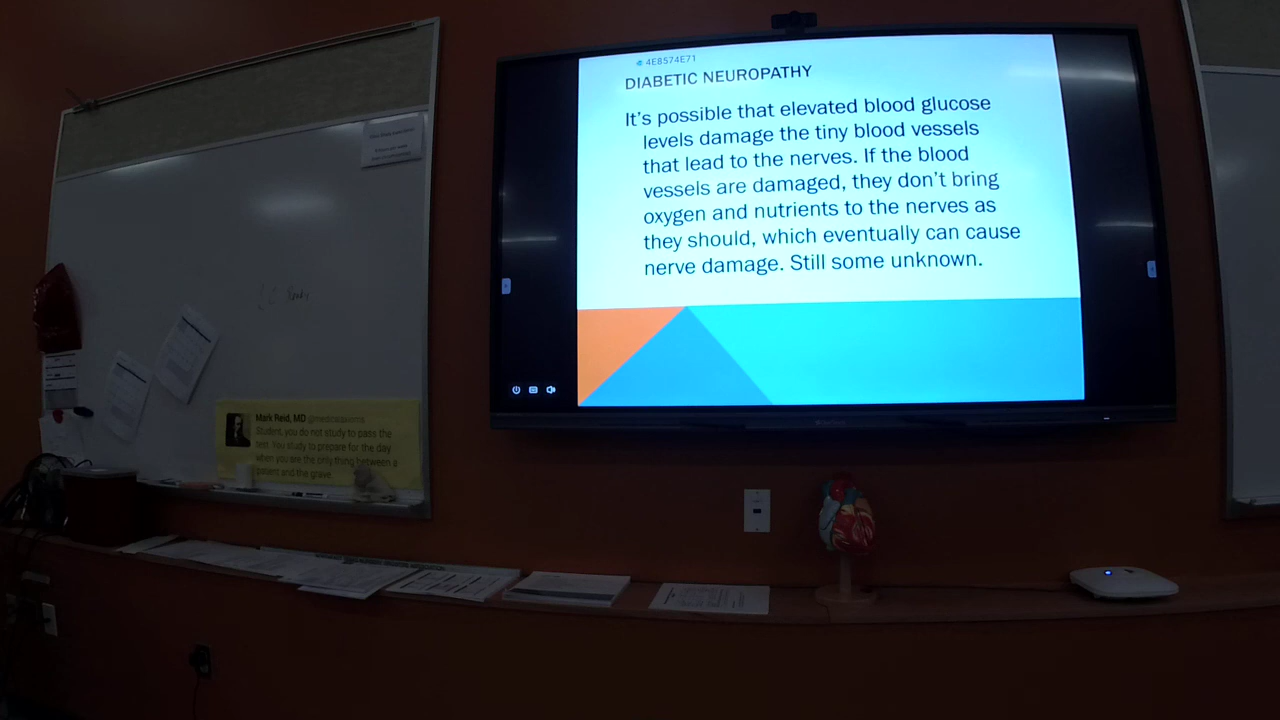 4E8574E71
DIABETIC NEUROPATHY
It's possible that elevated blood glucose
levels damage the tiny blood vessels
that lead to the nerves. If the blood
vessels are damaged, they don't bring
oxygen and nutrients to the nerves as
they should, which eventually can cause
nerve damage. Still some unknown.
Mark Reid, MD @medicalaxioms
Student, you do not study to pass the
test. You study to prepare for the day
when you are the only thing between a
patient and the grave.